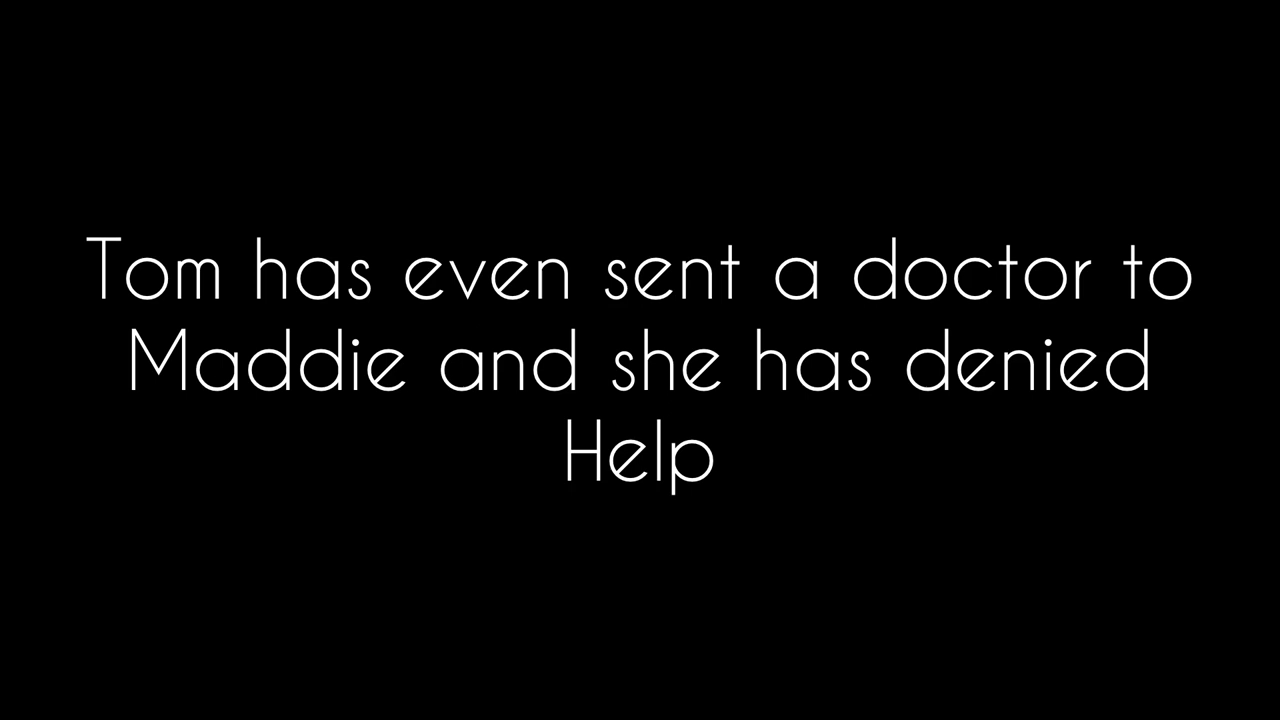 Tom has even sent a doctor to
Maddie and she has denied
Help